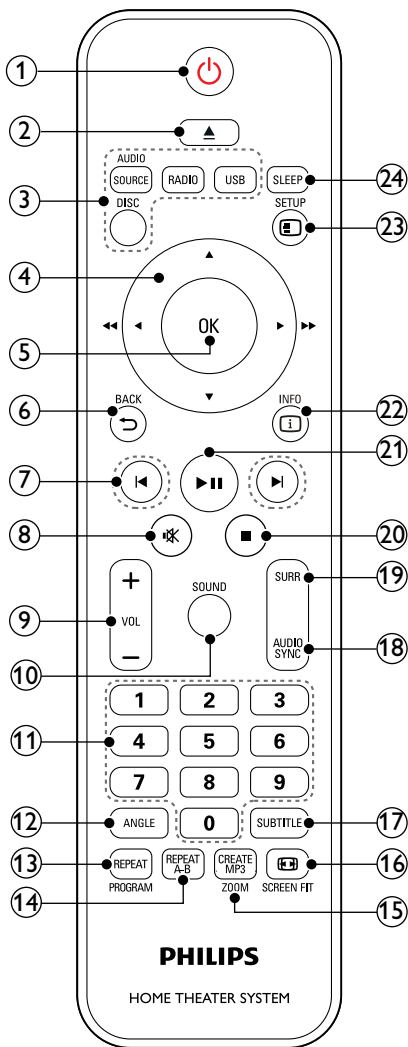 1
2
AUDIO
SOURCE RADIO USB SLEEP 24
3 DISC SETUP
23
4
OK
5
6 BACK INFO
i 22
21
7
8
20
+ SURR 19
SOUND
9 VOL
AUDIO
SYNC 18
−
10
1 2 3
11 4 5 6
7 8 9
12 ANGLE 0 SUBTITLE 17
13 REPEAT REPEAT
A-B CREATE
MP3 16
PROGRAM ZOOM SCREEN FIT
14 15
PHILIPS
HOME THEATER SYSTEM